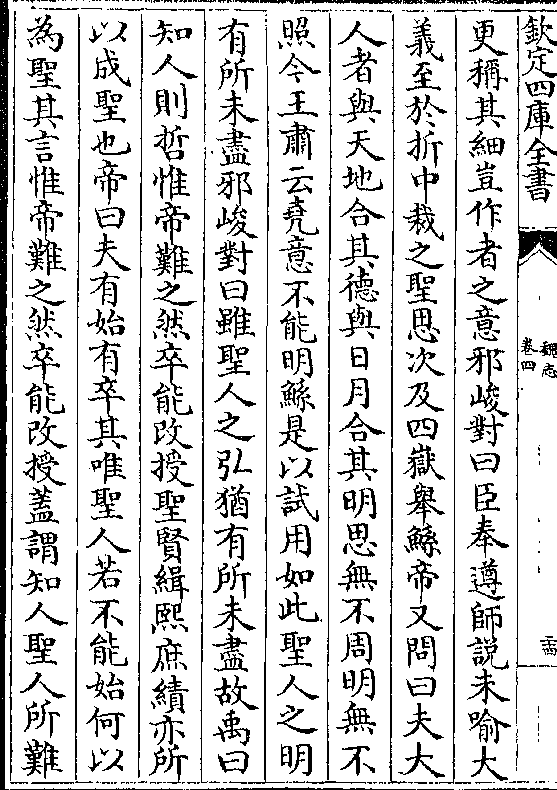 欽定四庫全書
魏志
卷四
更稱其細豈作者之意邪峻對曰臣奉遵師說未喻大
義至於折中裁之聖思次及四嶽舉鯀帝又問曰夫大
人者與天地合其德與日月合其明思無不周明無不
照今王肅云堯意不能明鯀是以試用如此聖人之明
有所未盡邪峻對曰雖聖人之弘猶有所未盡故禹曰
知人則哲惟帝難之然卒能改授聖賢緝熙庶績亦所
以成聖也帝曰夫有始有卒其唯聖人若不能始何以
為聖其言惟帝難之然卒能改授蓋謂知人聖人所難